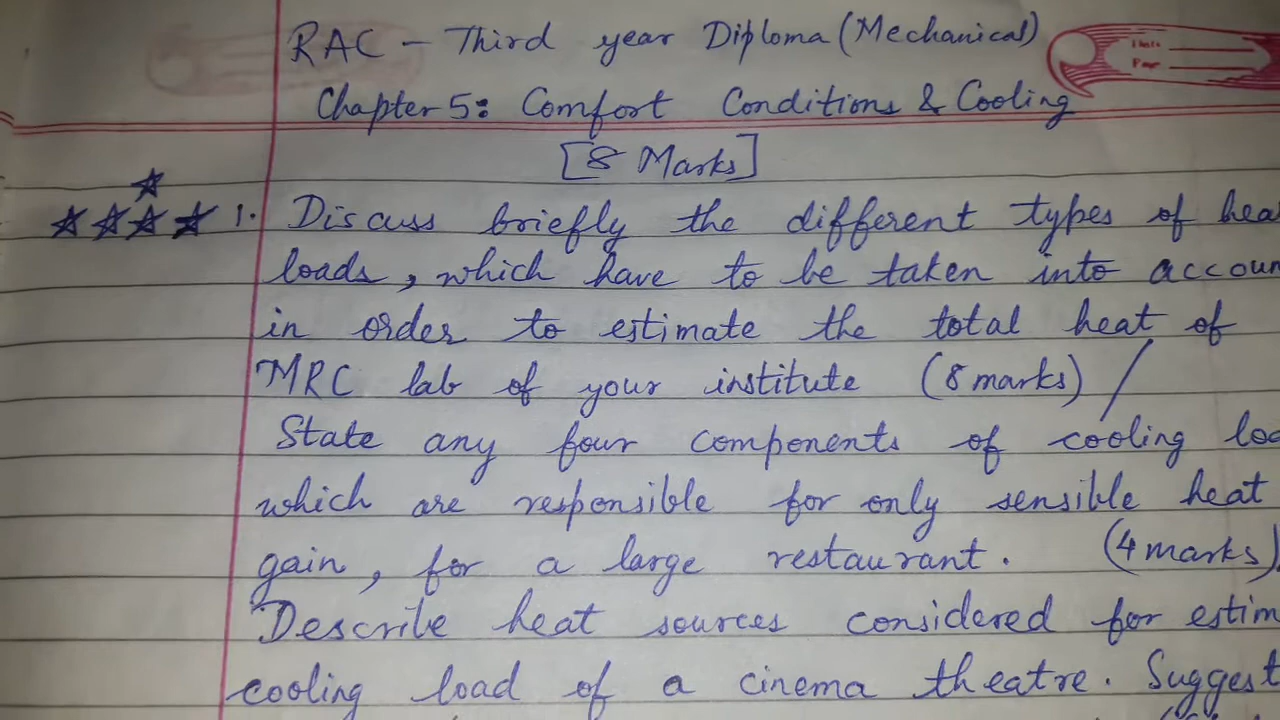 RAC - Third year Diploma (Mechanical)
Date
Page
Chapter 5: Comfort Conditions & Cooling
[8 Marks]
1. Discuss briefly the different types of hea
loads, which have to be taken into accoun
in order to estimate the total heat of
MRC lab of your institute (8 marks) /
State any four components of cooling loa
which are responsible for only sensible heat
gain, for a large restaurant. (4 marks)
Describe heat sources considered for estim
cooling load of a cinema theatre. Suggest